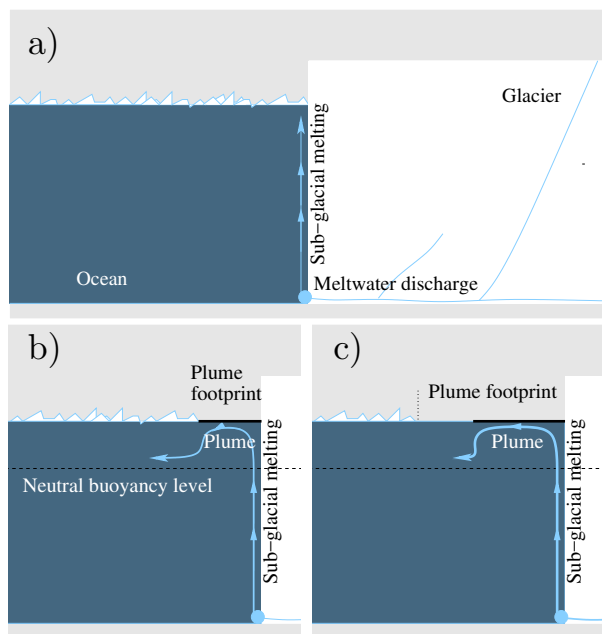 a)
Glacier
Sub-glacial melting
Ocean
Meltwater discharge
b)
Plume
footprint
Plume
Neutral buoyancy level
Sub-glacial melting
c)
Plume footprint
Plume
Sub-glacial melting